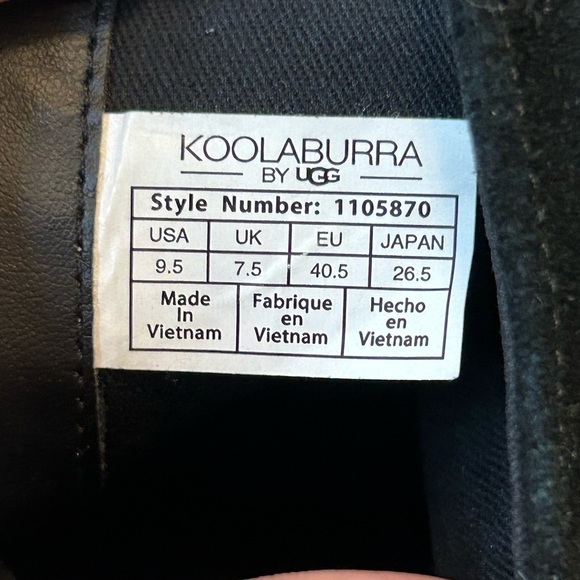 KOOLABURRA
BY UGG
Style Number: 1105870
USA UK EU JAPAN
9.5 7.5 40.5 26.5
Made Fabrique Hecho
In en en
Vietnam Vietnam Vietnam